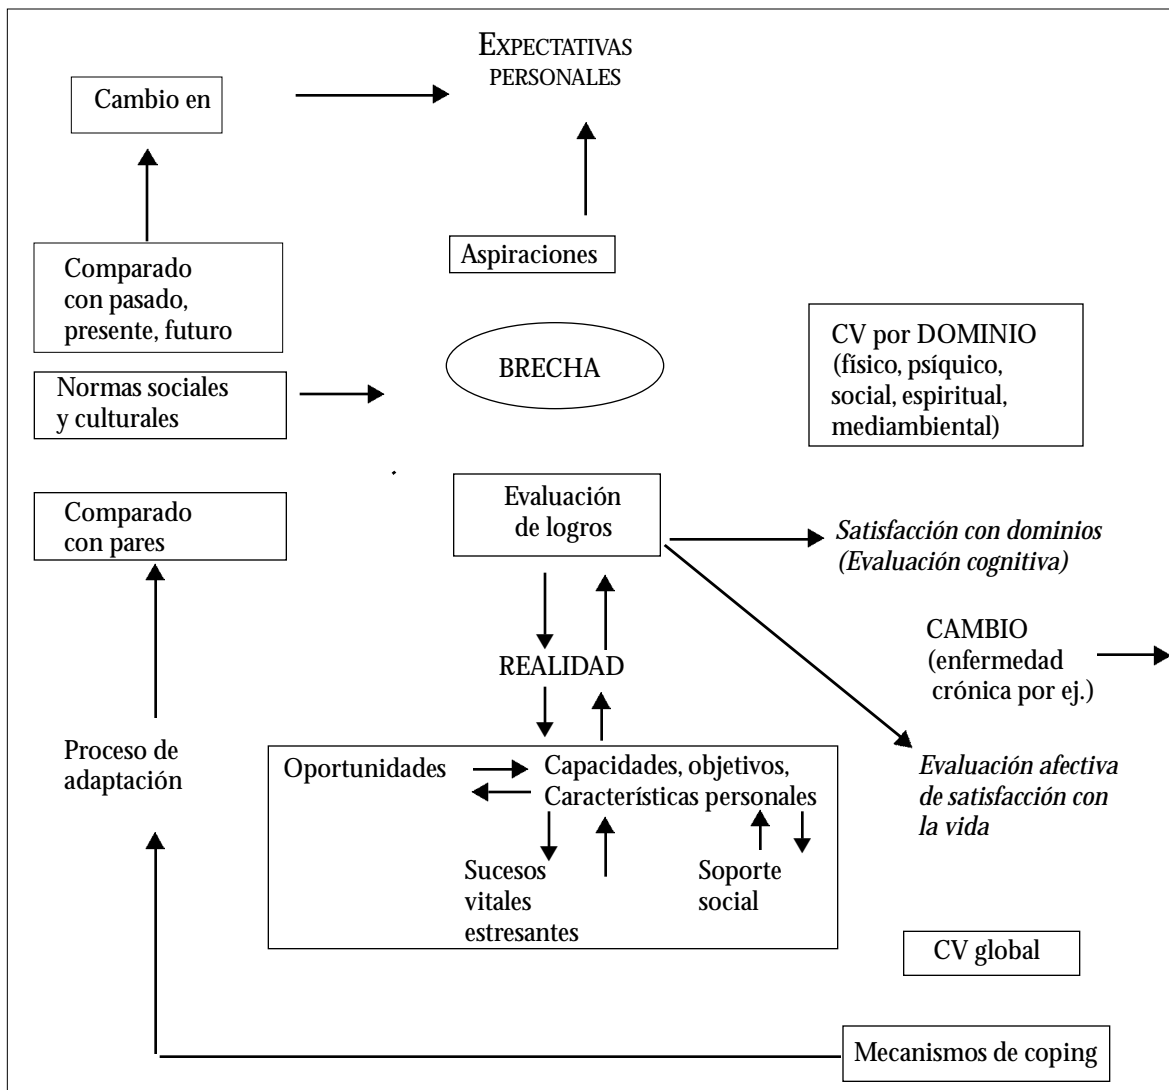 EXPECTATIVAS
PERSONALES
Cambio en
Aspiraciones
Comparado
con pasado,
presente, futuro
BRECHA
CV por DOMINIO
(físico, psíquico,
social, espiritual,
mediambiental)
Normas sociales
y culturales
Evaluación
de logros
Comparado
con pares
Satisfacción con dominios
(Evaluación cognitiva)
CAMBIO
(enfermedad
crónica por ej.)
REALIDAD
Proceso de
adaptación
Oportunidades
Capacidades, objetivos,
Características personales
Evaluación afectiva
de satisfacción con
la vida
Sucesos
vitales
estresantes
Soporte
social
CV global
Mecanismos de coping